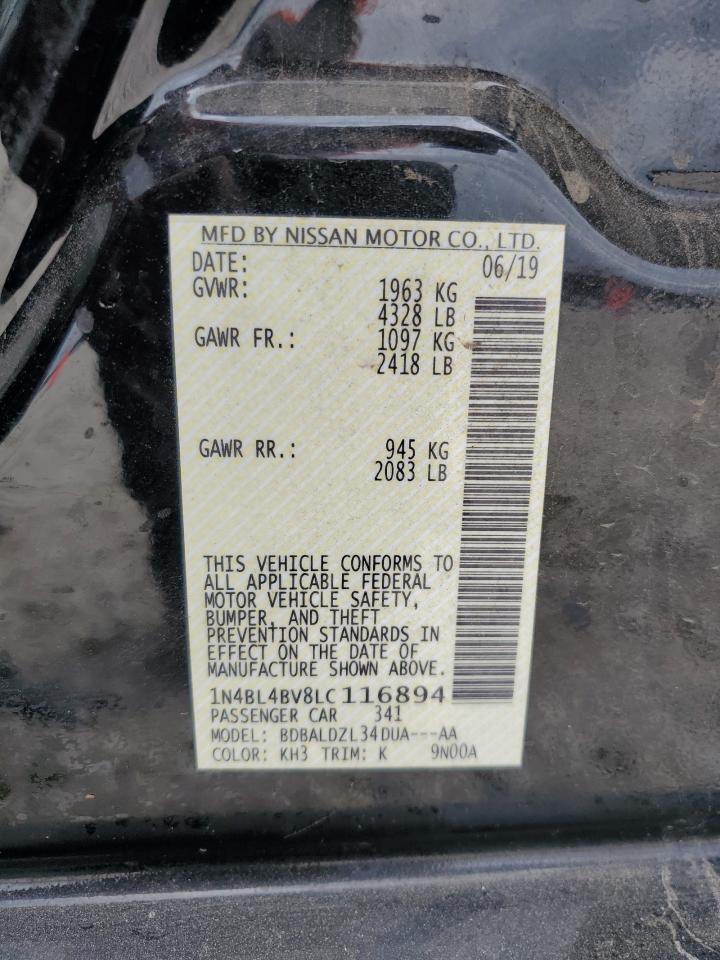 MFD BY NISSAN MOTOR CO., LTD.
DATE: 06/19
GVWR: 1963 KG
4328 LB
GAWR FR.: 1097 KG
2418 LB
GAWR RR.: 945 KG
2083 LB
THIS VEHICLE CONFORMS TO
ALL APPLICABLE FEDERAL
MOTOR VEHICLE SAFETY,
BUMPER, AND THEFT
PREVENTION STANDARDS IN
EFFECT ON THE DATE OF
MANUFACTURE SHOWN ABOVE.
1N4BL4BV8LC116894
PASSENGER CAR 341
MODEL: BDBALDZL34DUA---AA
COLOR: KH3 TRIM: K 9N00A